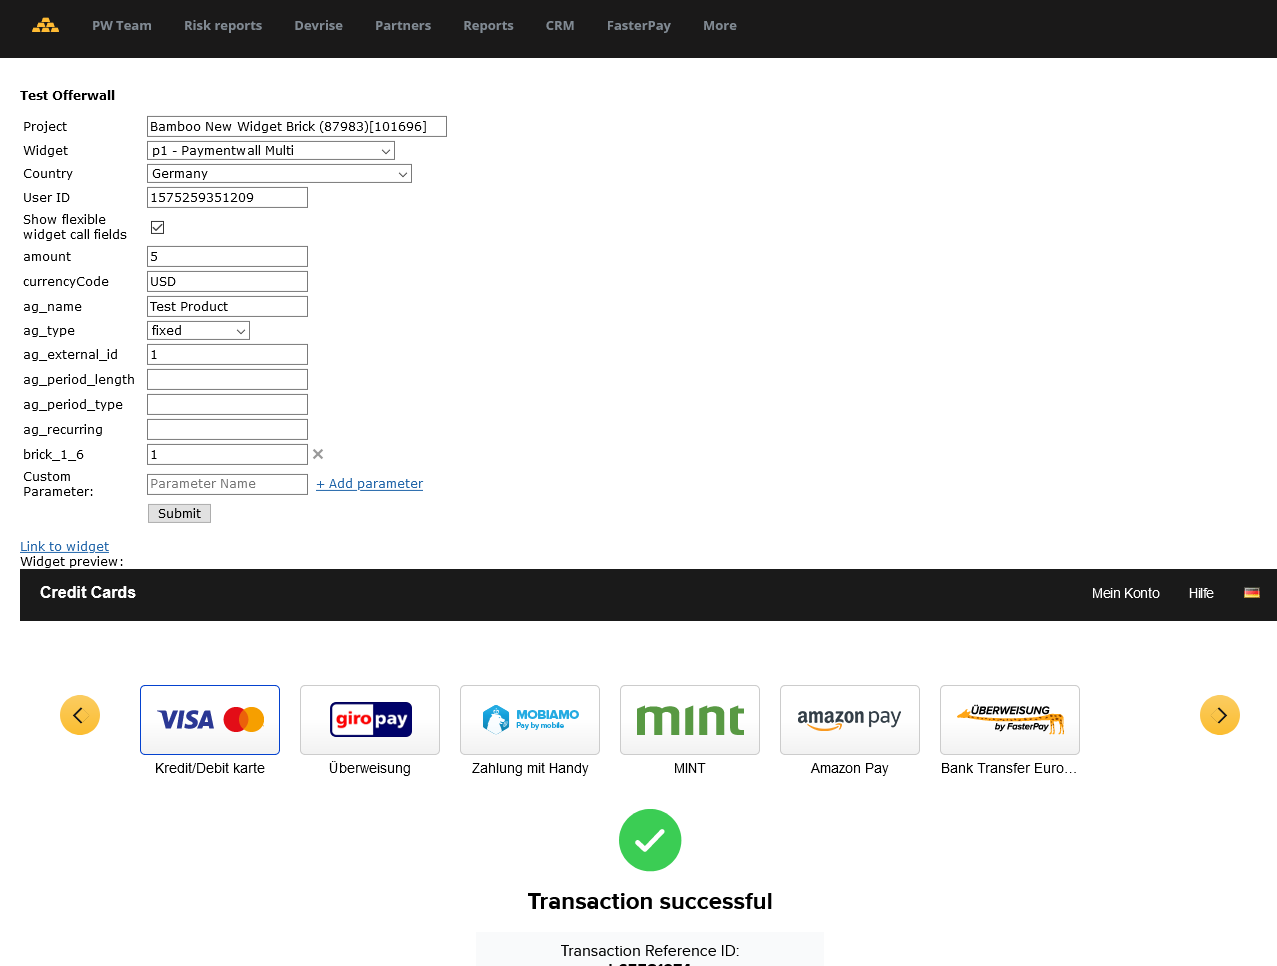 PW Team Risk reports Devrise Partners Reports CRM FasterPay More
Test Offerwall
Project Bamboo New Widget Brick (87983)[101696]
Widget p1 - Paymentwall Multi
Country Germany
User ID 1575259351209
Show flexible
widget call fields
amount 5
currencyCode USD
ag_name Test Product
ag_type fixed
ag_external_id 1
ag_period_length
ag_period_type
ag_recurring
brick_1_6 1
Custom
Parameter: Parameter Name + Add parameter
Submit
Link to widget
Widget preview:
Credit Cards Mein Konto Hilfe
VISA giropay MOBIAMO Pay by mobile mint amazon pay ÜBERWEISUNG by FasterPay
Kredit/Debit karte Überweisung Zahlung mit Handy MINT Amazon Pay Bank Transfer Euro...
Transaction successful
Transaction Reference ID: